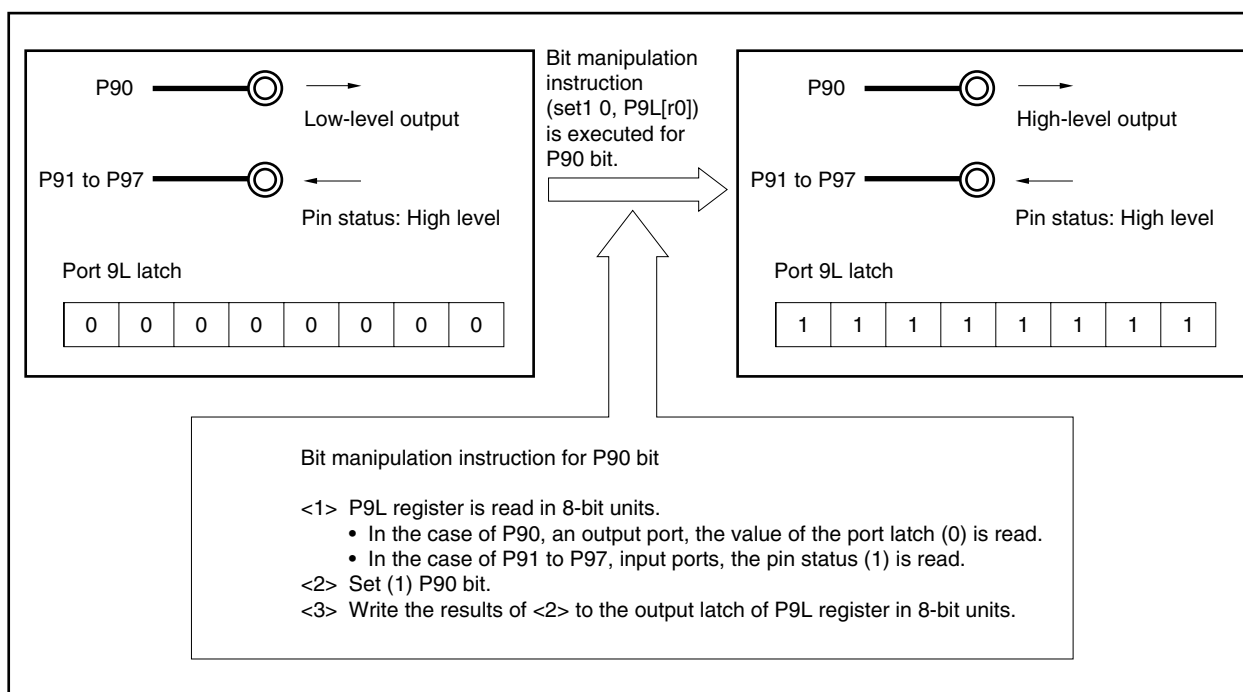 P90
Low-level output
P91 to P97
Pin status: High level
Port 9L latch
0 0 0 0 0 0 0 0
Bit manipulation
instruction
(set1 0, P9L[r0])
is executed for
P90 bit.
P90
High-level output
P91 to P97
Pin status: High level
Port 9L latch
1 1 1 1 1 1 1 1
Bit manipulation instruction for P90 bit
<1> P9L register is read in 8-bit units.
• In the case of P90, an output port, the value of the port latch (0) is read.
• In the case of P91 to P97, input ports, the pin status (1) is read.
<2> Set (1) P90 bit.
<3> Write the results of <2> to the output latch of P9L register in 8-bit units.